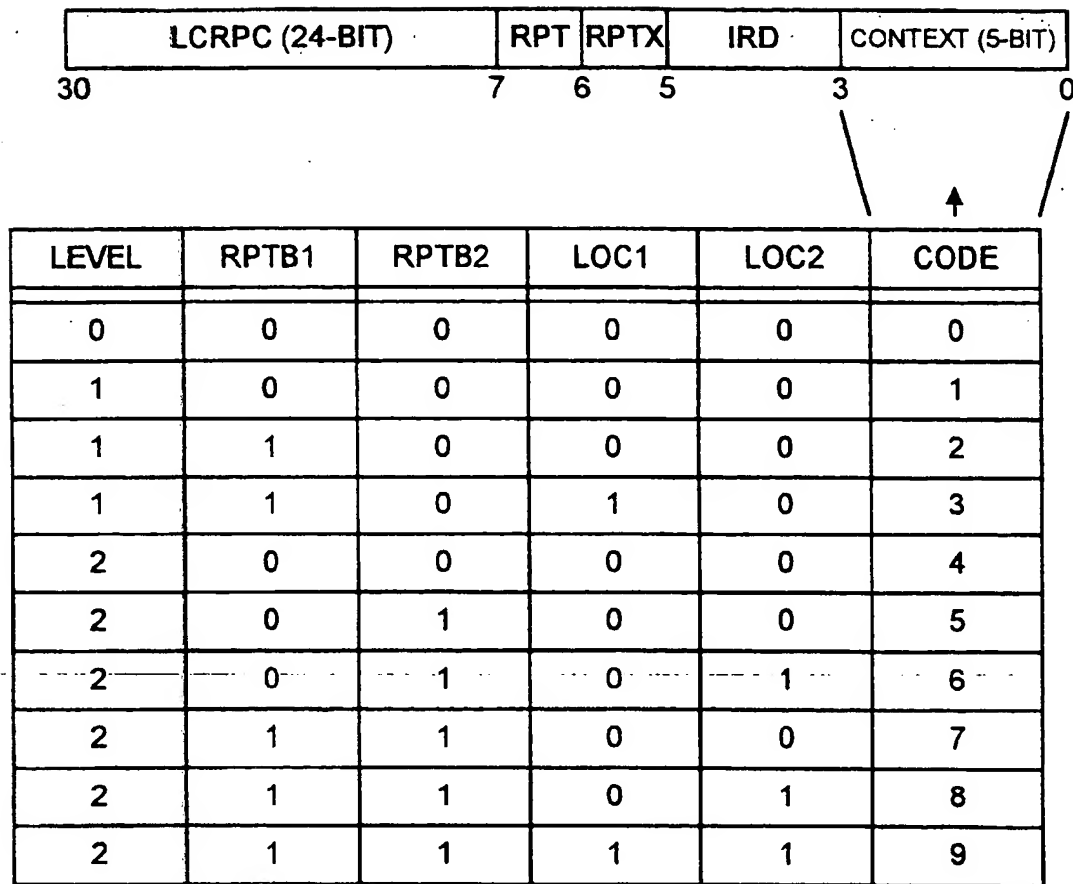 LCRPC (24-BIT) RPT RPTX IRD CONTEXT (5-BIT)
30 7 6 5 3 0
LEVEL RPTB1 RPTB2 LOC1 LOC2 CODE
0 0 0 0 0 0
1 0 0 0 0 1
1 1 0 0 0 2
1 1 0 1 0 3
2 0 0 0 0 4
2 0 1 0 0 5
2 0 1 0 1 6
2 1 1 0 0 7
2 1 1 0 1 8
2 1 1 1 1 9